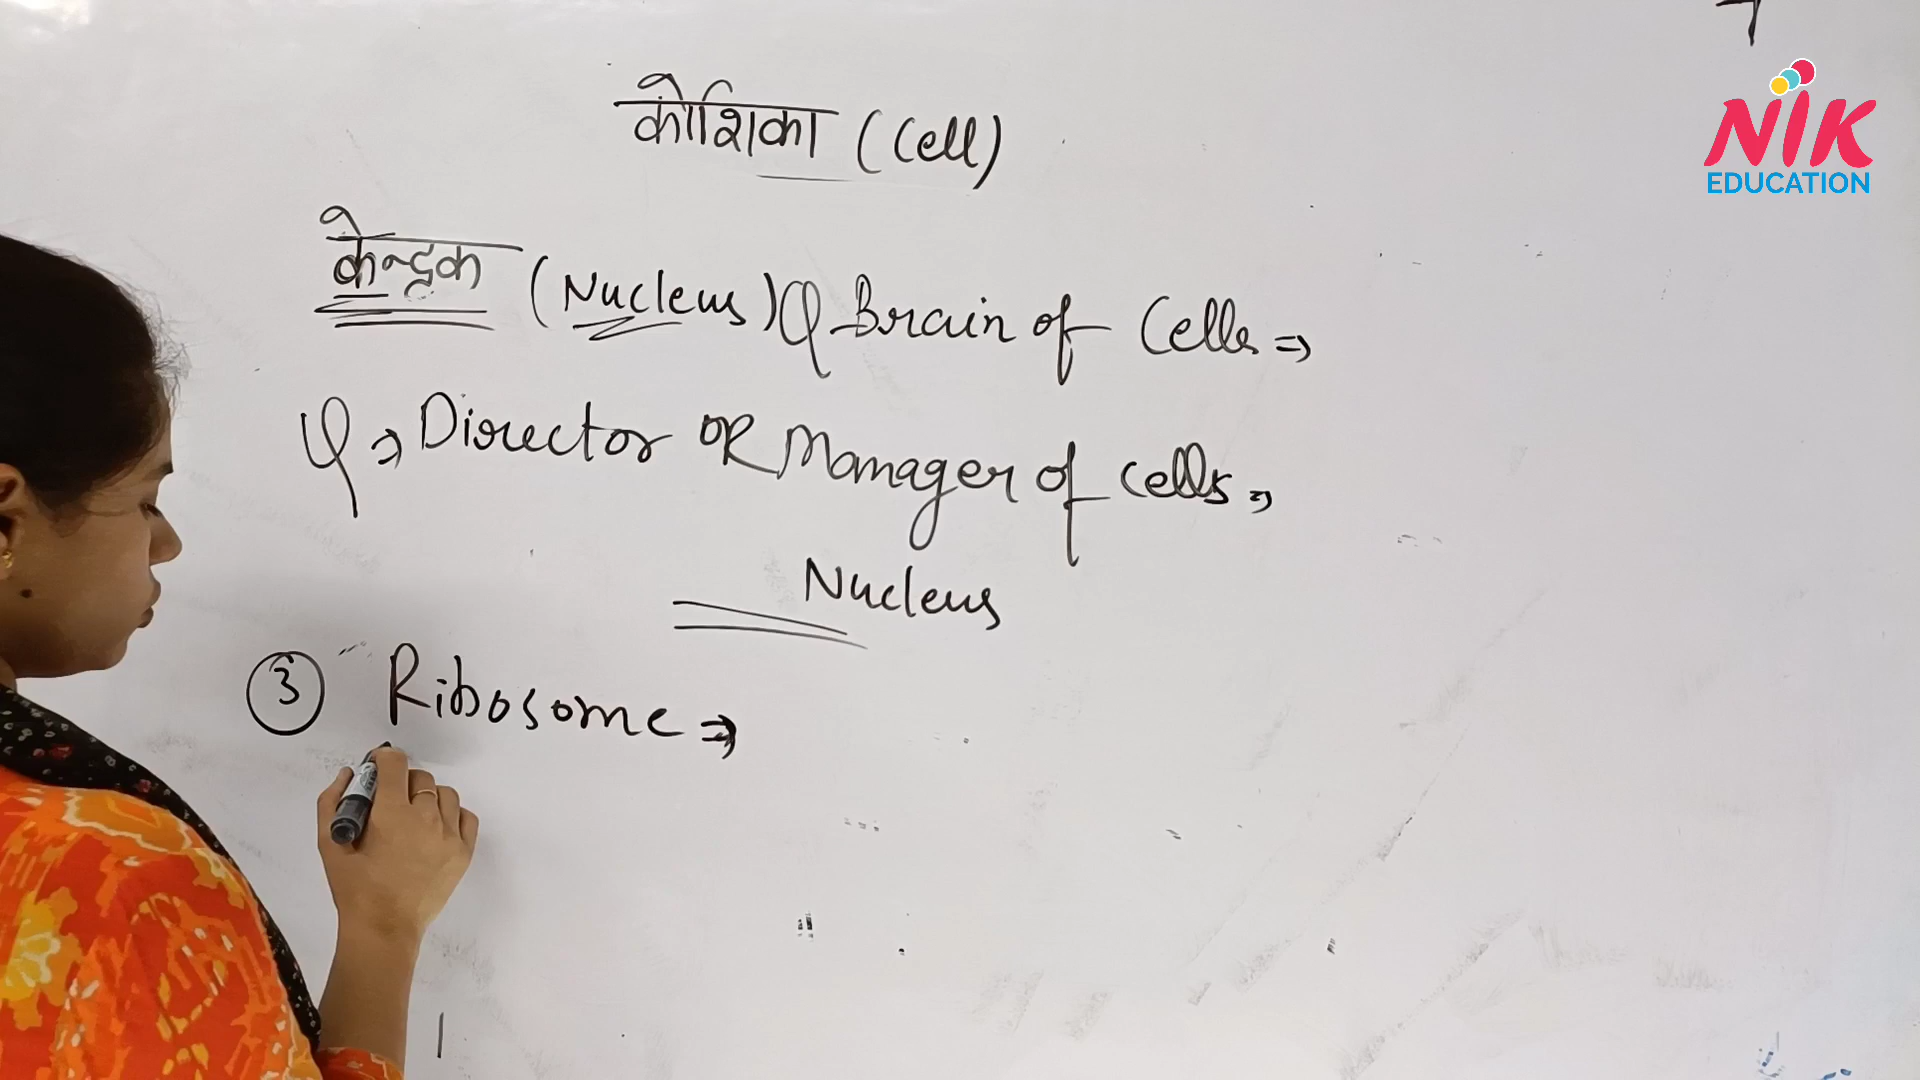 कोशिका (Cell)
केन्द्रक (Nucleus) Q Brain of Cells ⇒
Q → Director OR Manager of cells ⇒
Nucleus
③ Ribosome ⇒
NIK
EDUCATION